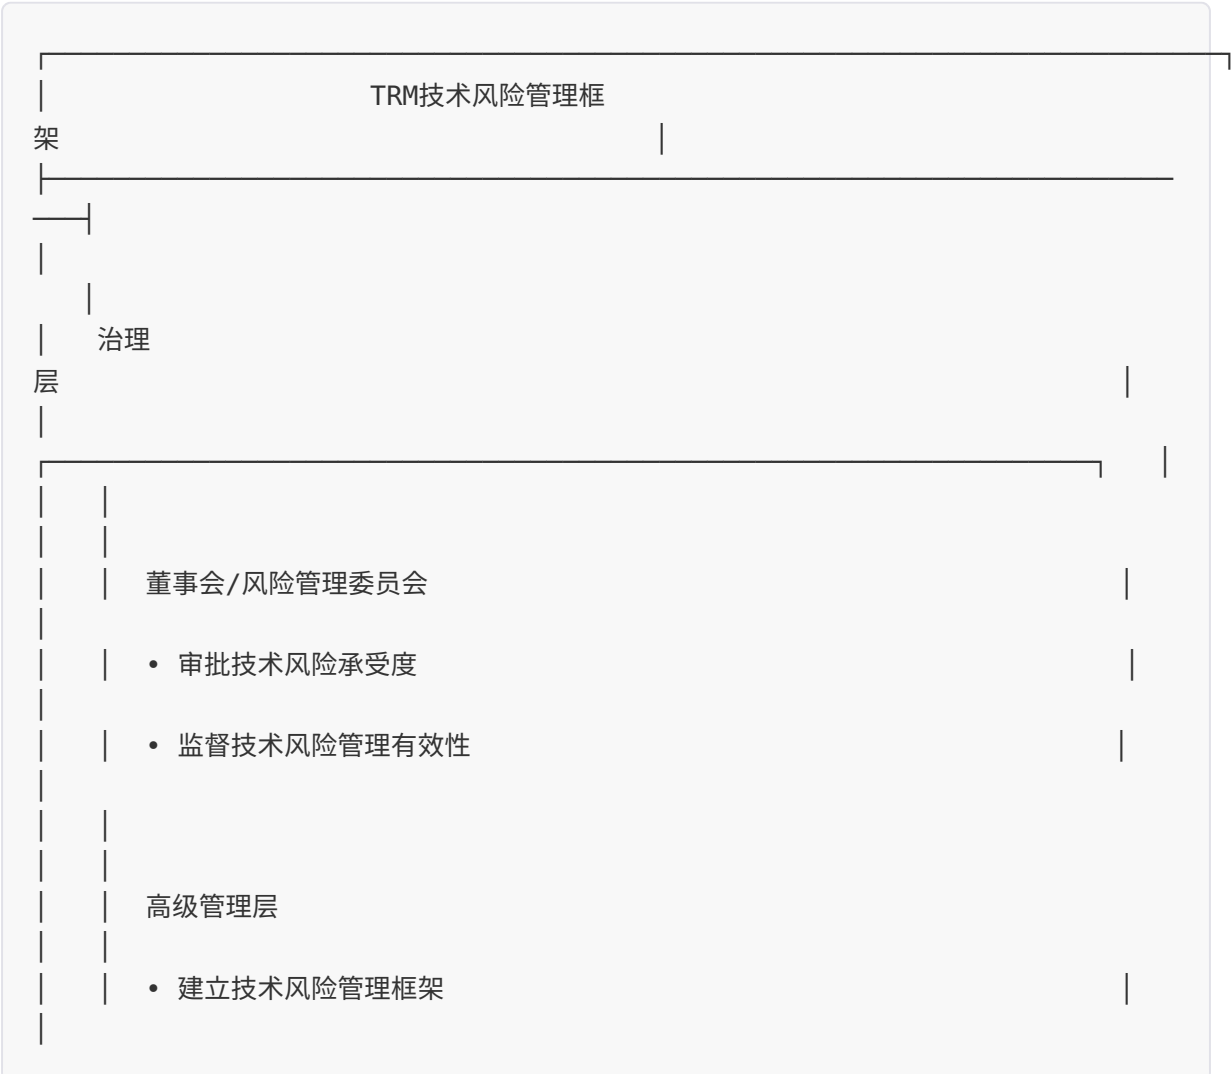 TRM技术风险管理框
架
治理
层
董事会/风险管理委员会
• 审批技术风险承受度
• 监督技术风险管理有效性
高级管理层
• 建立技术风险管理框架